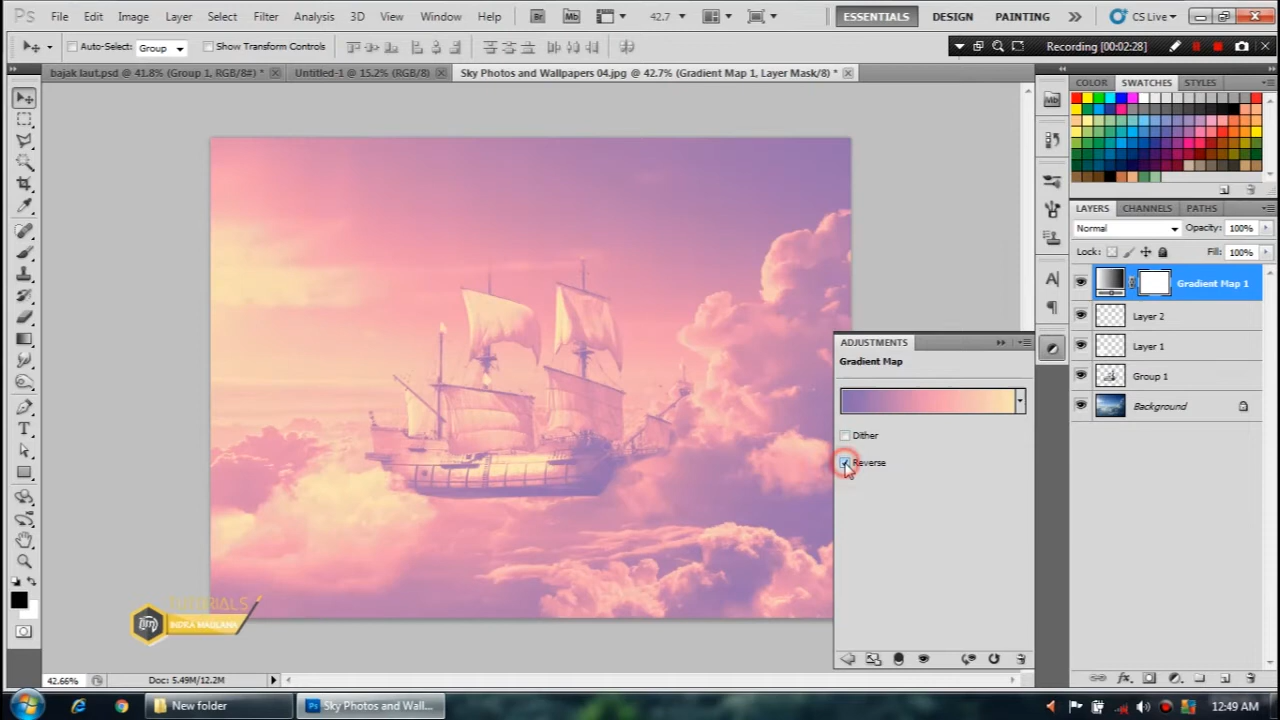 Ps File Edit Image Layer Select Filter Analysis 3D View Window Help Br Mb 42.7 ESSENTIALS DESIGN PAINTING CS Live
Auto-Select: Group Show Transform Controls Recording [00:02:28]
bajak laut.psd @ 41.8% (Group 1, RGB/8#) * Untitled-1 @ 15.2% (RGB/8) Sky Photos and Wallpapers 04.jpg @ 42.7% (Gradient Map 1, Layer Mask/8) *
COLOR SWATCHES STYLES
Mb
LAYERS CHANNELS PATHS
Normal Opacity: 100%
Lock: Fill: 100%
Gradient Map 1
Layer 2
Layer 1
Group 1
Background
ADJUSTMENTS
Gradient Map
Dither
Reverse
TUTORIALS
INDRA MAULANA
42.66% Doc: 5.49M/12.2M
New folder Sky Photos and Wall... 12:49 AM